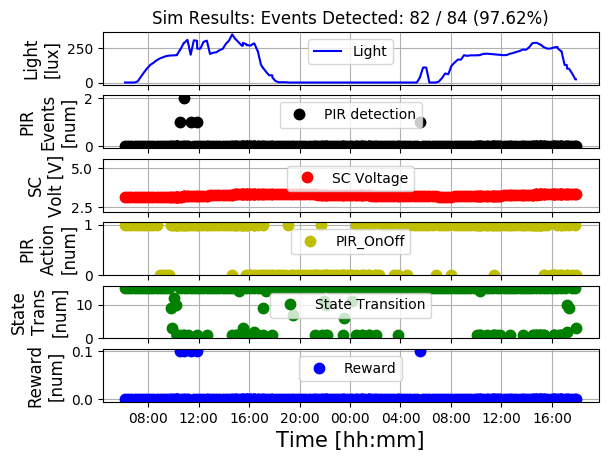 Sim Results: Events Detected: 82 / 84 (97.62%)
Light
[lux]
250
0
Light
PIR
Events
[num]
2
0
PIR detection
SC
Volt [V]
5.0
2.5
SC Voltage
PIR
Action
[num]
1
0
PIR_OnOff
State
Trans
[num]
10
0
State Transition
Reward
[num]
0.1
0.0
Reward
08:00 12:00 16:00 20:00 00:00 04:00 08:00 12:00 16:00
Time [hh:mm]